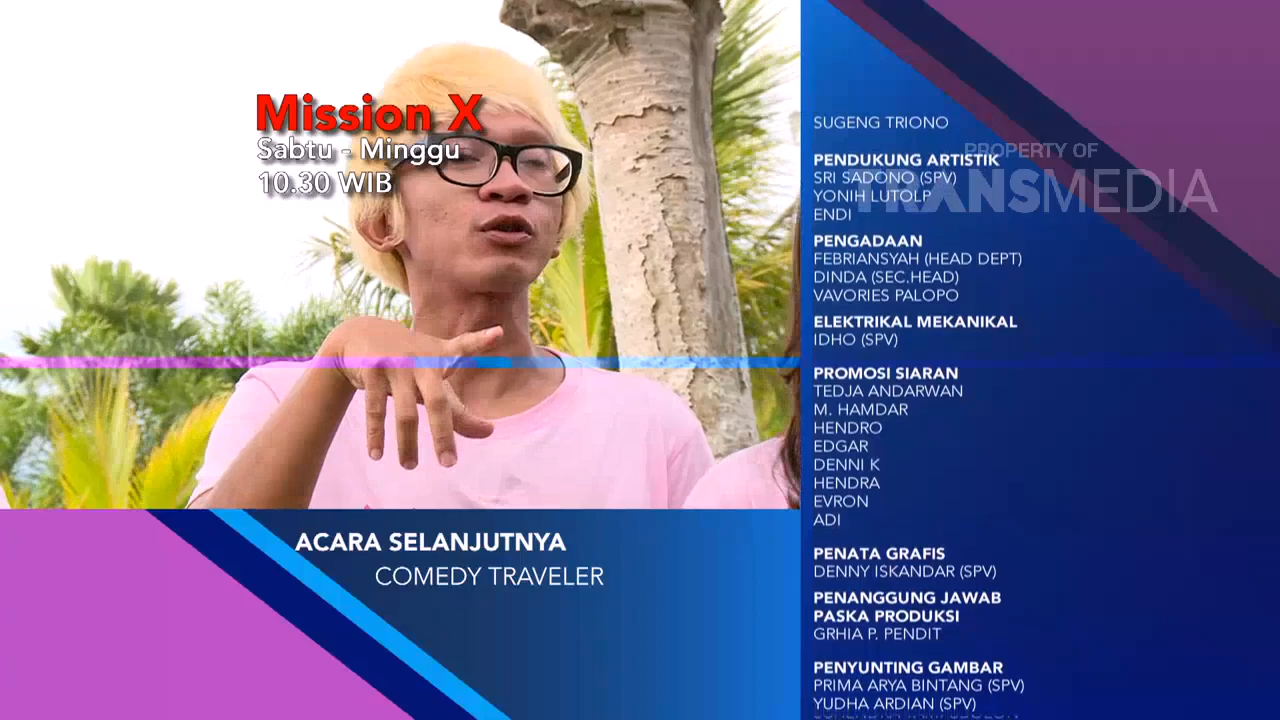 Mission X
Sabtu - Minggu
10.30 WIB
ACARA SELANJUTNYA
COMEDY TRAVELER
PROPERTY OF
TRANSMEDIA
SUGENG TRIONO
PENDUKUNG ARTISTIK
SRI SADONO (SPV)
YONIH LUTOLP
ENDI
PENGADAAN
FEBRIANSYAH (HEAD DEPT)
DINDA (SEC.HEAD)
VAVORIES PALOPO
ELEKTRIKAL MEKANIKAL
IDHO (SPV)
PROMOSI SIARAN
TEDJA ANDARWAN
M. HAMDAR
HENDRO
EDGAR
DENNI K
HENDRA
EVRON
ADI
PENATA GRAFIS
DENNY ISKANDAR (SPV)
PENANGGUNG JAWAB
PASKA PRODUKSI
GRHIA P. PENDIT
PENYUNTING GAMBAR
PRIMA ARYA BINTANG (SPV)
YUDHA ARDIAN (SPV)